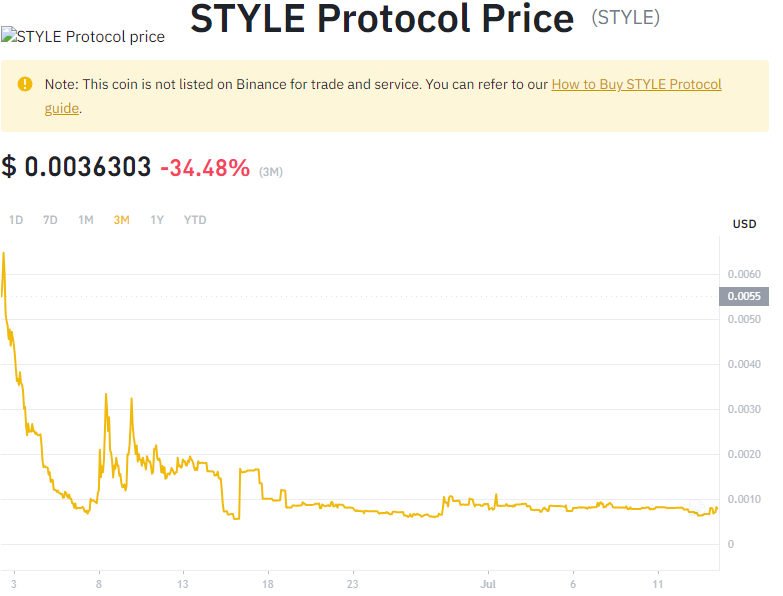 STYLE Protocol Price (STYLE)
STYLE Protocol price
Note: This coin is not listed on Binance for trade and service. You can refer to our How to Buy STYLE Protocol
guide.
$ 0.0036303 -34.48% (3M)
1D 7D 1M 3M 1Y YTD
USD
0.0060
0.0055
0.0050
0.0040
0.0030
0.0020
0.0010
0
3 8 13 18 23 Jul 6 11